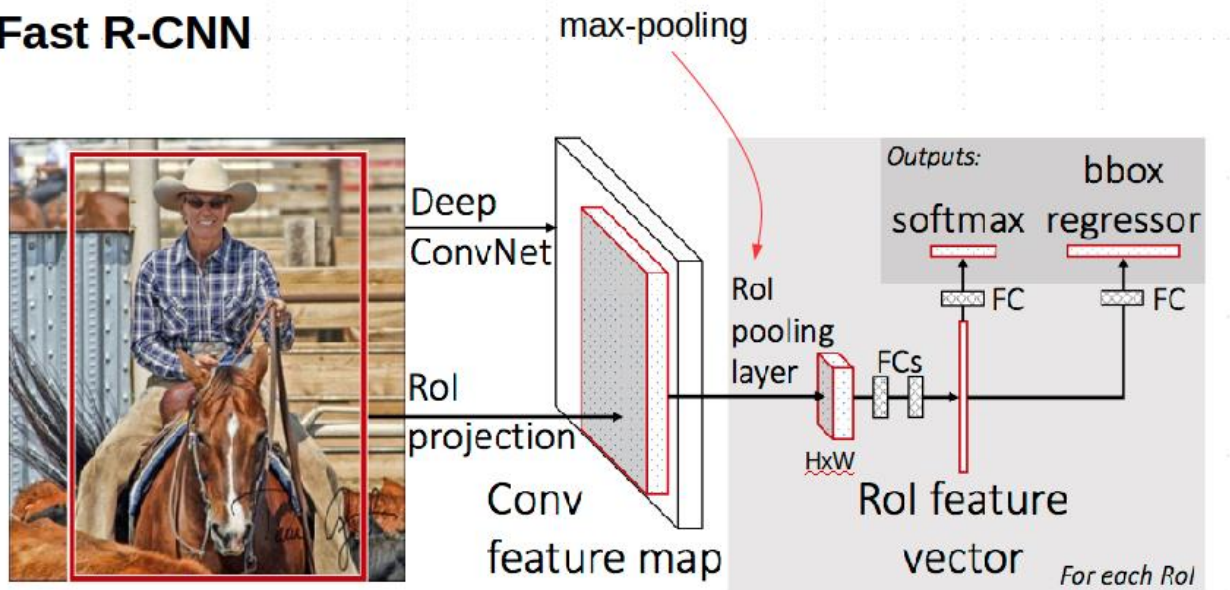 Fast R-CNN
max-pooling
Outputs:
bbox
softmax regressor
Deep
ConvNet
RoI
pooling
layer
FC
FC
FCs
RoI
projection
HxW
Conv
feature map
RoI feature
vector
For each RoI